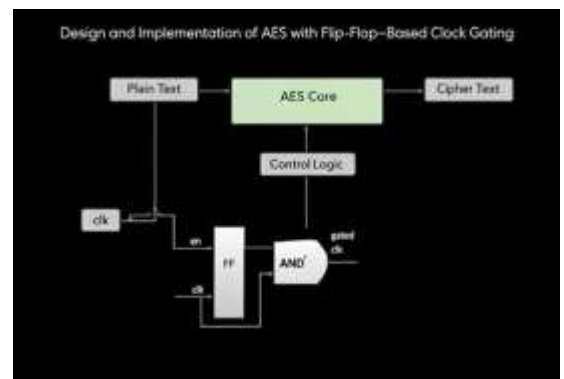 Design and Implementation of AES with Flip-Flop-Based Clock Gating
Plain Text
AES Core
Cipher Text
Control Logic
clk
en
FF
clk
AND
gated
clk